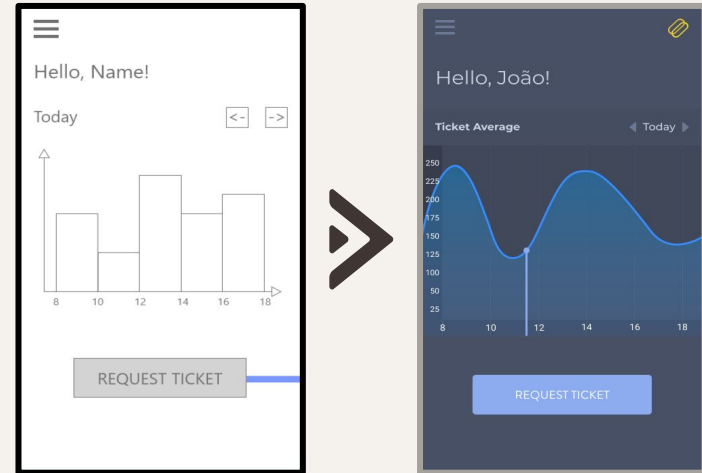 Hello, Name!
Today
<-
->
8 10 12 14 16 18
REQUEST TICKET
Hello, João!
Ticket Average
Today
250
225
200
175
150
125
100
50
25
8 10 12 14 16 18
REQUEST TICKET